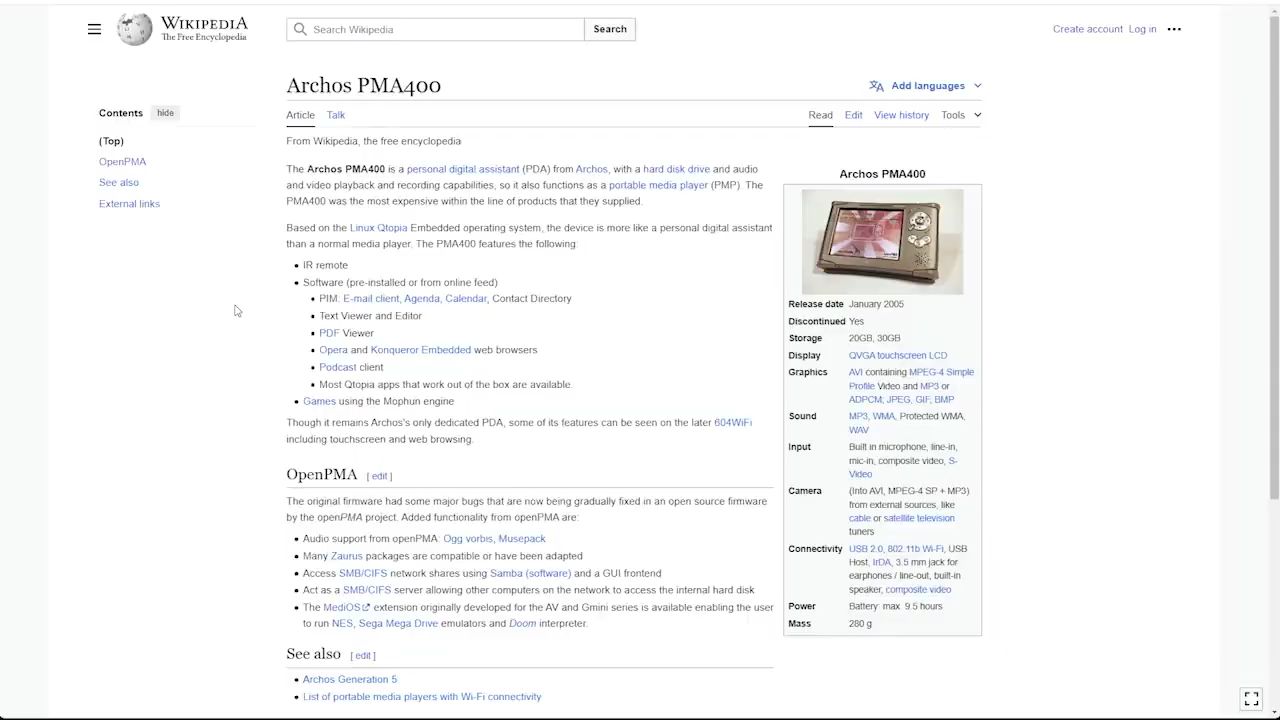 WIKIPEDIA
The Free Encyclopedia
Search Wikipedia
Search
Create account Log in
Archos PMA400
Add languages
Article Talk
Read Edit View history Tools
Contents hide
(Top)
OpenPMA
See also
External links
From Wikipedia, the free encyclopedia
The Archos PMA400 is a personal digital assistant (PDA) from Archos, with a hard disk drive and audio
and video playback and recording capabilities, so it also functions as a portable media player (PMP). The
PMA400 was the most expensive within the line of products that they supplied.
Based on the Linux Qtopia Embedded operating system, the device is more like a personal digital assistant
than a normal media player. The PMA400 features the following:
• IR remote
• Software (pre-installed or from online feed)
• PIM: E-mail client, Agenda, Calendar, Contact Directory
• Text Viewer and Editor
• PDF Viewer
• Opera and Konqueror Embedded web browsers
• Podcast client
• Most Qtopia apps that work out of the box are available.
• Games using the Mophun engine
Though it remains Archos's only dedicated PDA, some of its features can be seen on the later 604WiFi
including touchscreen and web browsing.
OpenPMA [ edit ]
The original firmware had some major bugs that are now being gradually fixed in an open source firmware
by the openPMA project. Added functionality from openPMA are:
• Audio support from openPMA: Ogg vorbis, Musepack
• Many Zaurus packages are compatible or have been adapted
• Access SMB/CIFS network shares using Samba (software) and a GUI frontend
• Act as a SMB/CIFS server allowing other computers on the network to access the internal hard disk
• The MediOS extension originally developed for the AV and Gmini series is available enabling the user
to run NES, Sega Mega Drive emulators and Doom interpreter.
See also [ edit ]
• Archos Generation 5
• List of portable media players with Wi-Fi connectivity
Archos PMA400
Release date January 2005
Discontinued Yes
Storage 20GB, 30GB
Display QVGA touchscreen LCD
Graphics AVI containing MPEG-4 Simple
Profile Video and MP3 or
ADPCM; JPEG, GIF, BMP
Sound MP3, WMA, Protected WMA,
WAV
Input Built in microphone, line-in,
mic-in, composite video, S-
Video
Camera (Into AVI, MPEG-4 SP + MP3)
from external sources, like
cable or satellite television
tuners
Connectivity USB 2.0, 802.11b Wi-Fi, USB
Host, IrDA, 3.5 mm jack for
earphones / line-out, built-in
speaker, composite video
Power Battery: max. 9.5 hours
Mass 280 g